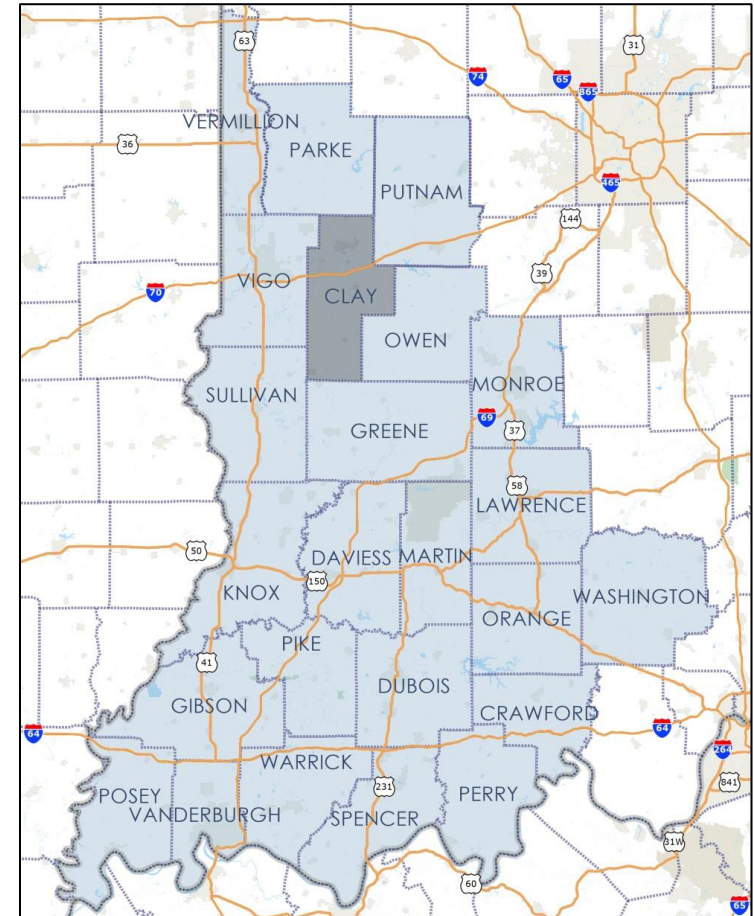 63
31
74
65
865
VERMILLION
36
PARKE
465
PUTNAM
144
39
VIGO
70
CLAY
OWEN
SULLIVAN
MONROE
69
GREENE
37
58
LAWRENCE
50
DAVIESS
MARTIN
150
KNOX
WASHINGTON
ORANGE
PIKE
41
DUBOIS
GIBSON
CRAWFORD
64
64
264
WARRICK
841
231
POSEY
PERRY
VANDERBURGH
SPENCER
31W
60
65